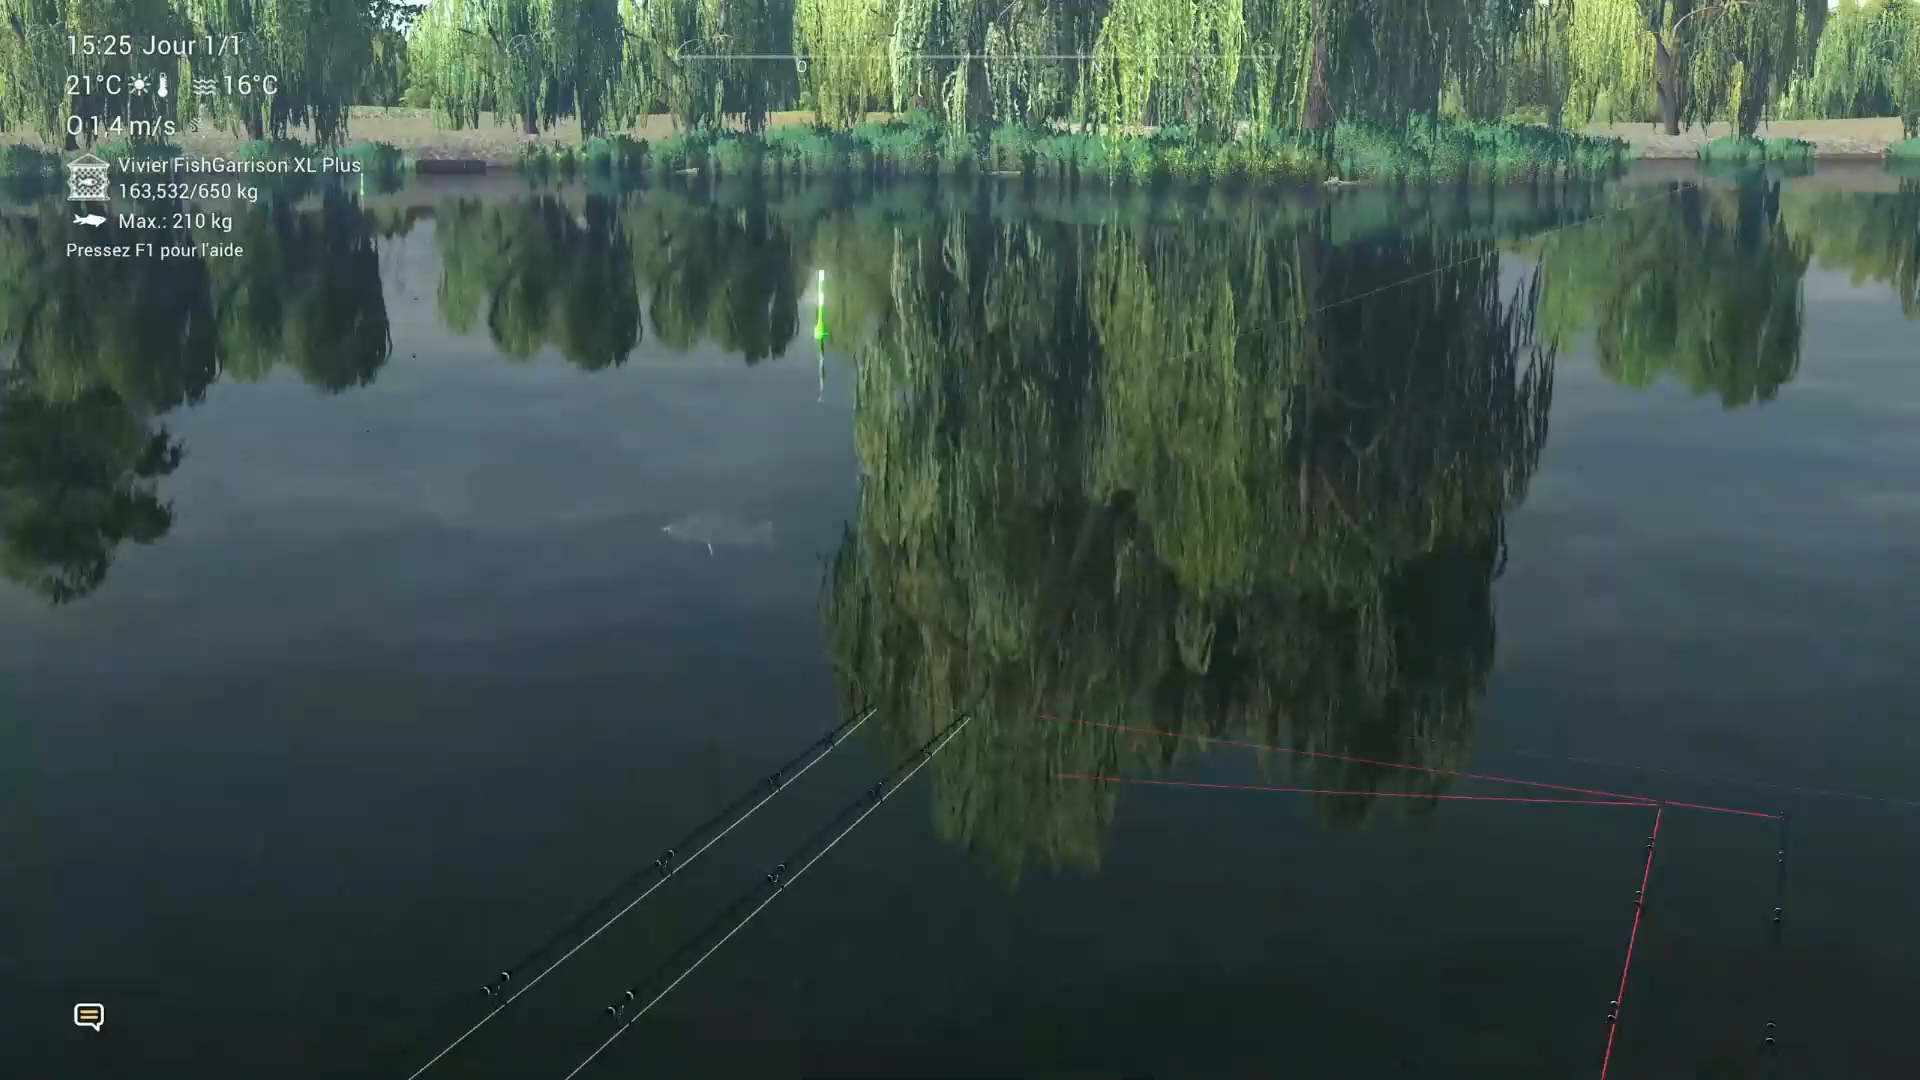 15:25 Jour 1/1
21°C 16°C
O 1,4 m/s S
Vivier FishGarrison XL Plus
163,532/650 kg
Max.: 210 kg
Pressez F1 pour l'aide
O N